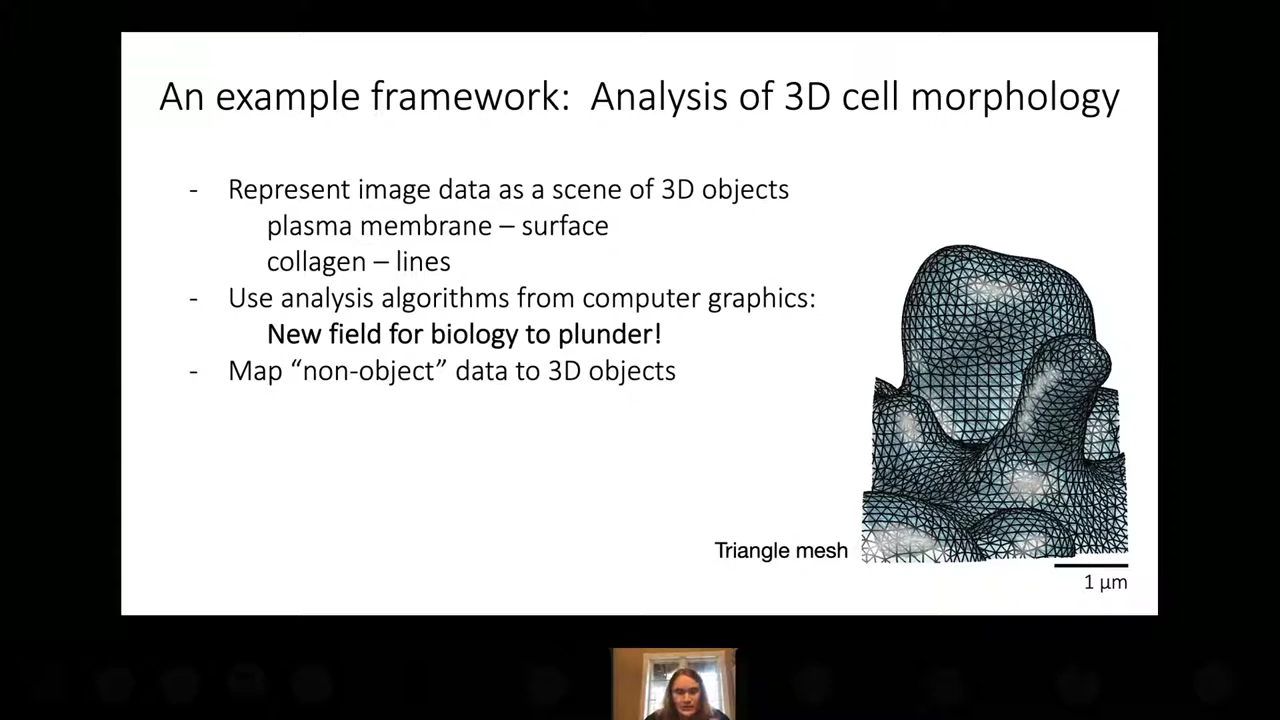 An example framework:  Analysis of 3D cell morphology
- Represent image data as a scene of 3D objects
plasma membrane – surface
collagen – lines
- Use analysis algorithms from computer graphics:
New field for biology to plunder!
- Map “non-object” data to 3D objects
Triangle mesh
1 μm